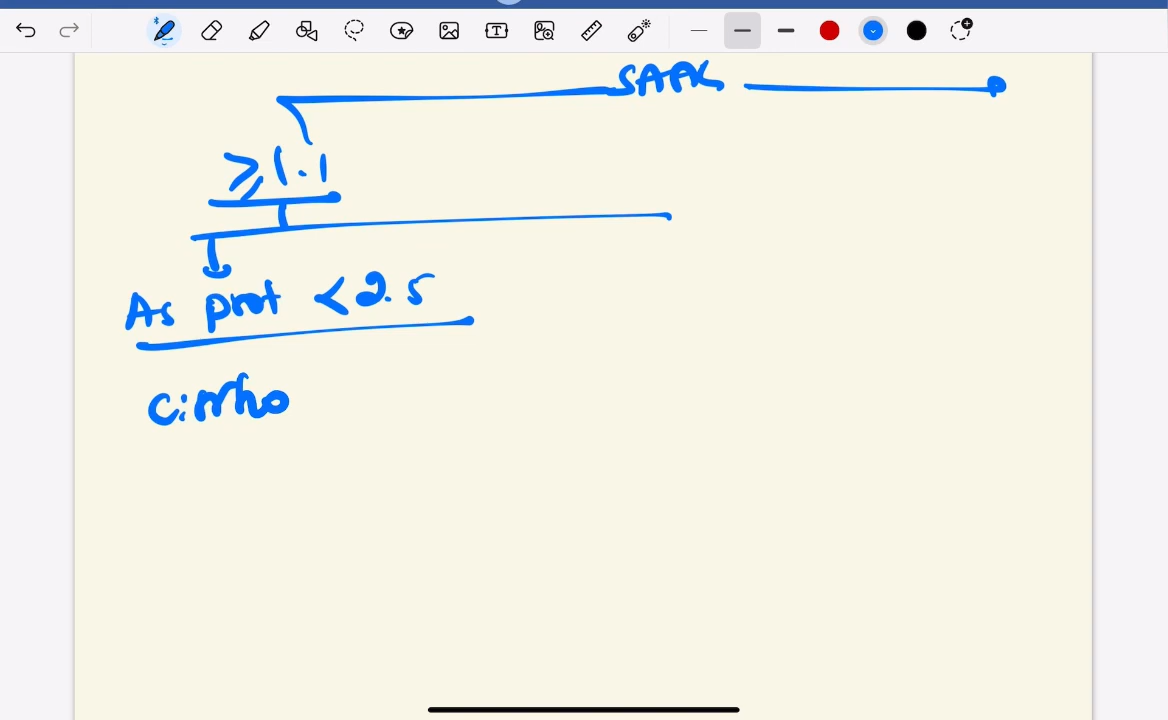 SAAG
≥1.1
As prot <2.5
cirrho